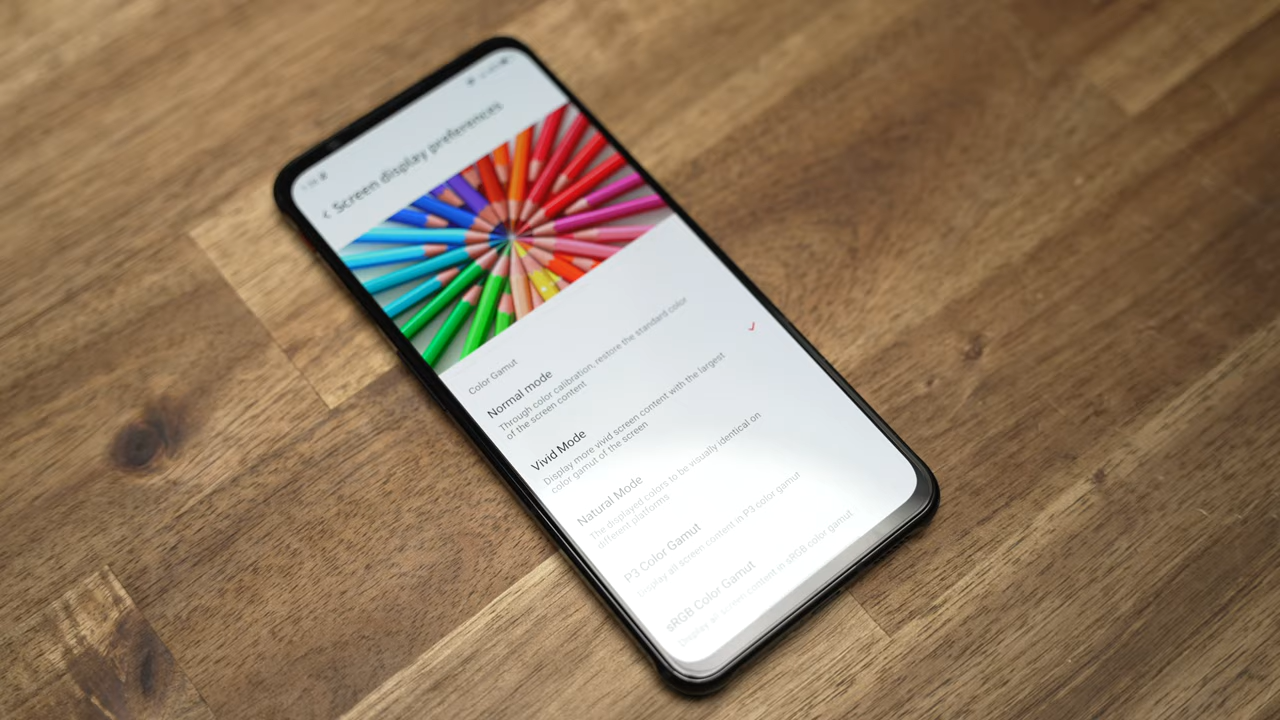 Screen display preferences
Color Gamut
Normal mode
Through color calibration, restore the standard color
of the screen content
Vivid Mode
Display more vivid screen content with the largest
color gamut of the screen
Natural Mode
The displayed colors to be visually identical on
different platforms
P3 Color Gamut
Display all screen content in P3 color gamut
sRGB Color Gamut
Display all screen content in sRGB color gamut